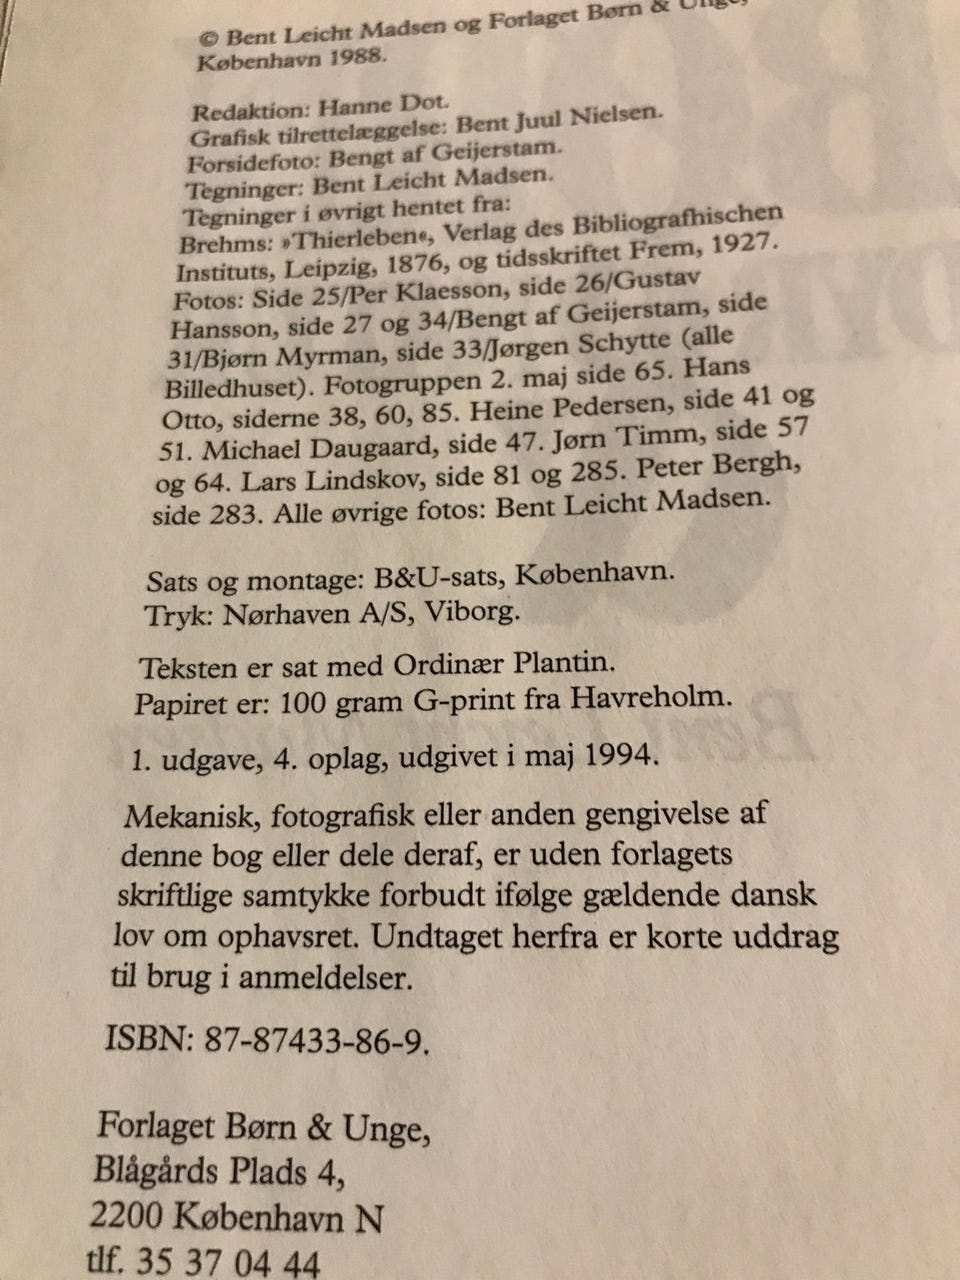 © Bent Leicht Madsen og Forlaget Børn & Unge,
København 1988.
Redaktion: Hanne Dot.
Grafisk tilrettelæggelse: Bent Juul Nielsen.
Forsidefoto: Bengt af Geijerstam.
Tegninger: Bent Leicht Madsen.
Tegninger i øvrigt hentet fra:
Brehms: »Thierleben«, Verlag des Bibliografhischen
Instituts, Leipzig, 1876, og tidsskriftet Frem, 1927.
Fotos: Side 25/Per Klaesson, side 26/Gustav
Hansson, side 27 og 34/Bengt af Geijerstam, side
31/Bjørn Myrman, side 33/Jørgen Schytte (alle
Billedhuset). Fotogruppen 2. maj side 65. Hans
Otto, siderne 38, 60, 85. Heine Pedersen, side 41 og
51. Michael Daugaard, side 47. Jørn Timm, side 57
og 64. Lars Lindskov, side 81 og 285. Peter Bergh,
side 283. Alle øvrige fotos: Bent Leicht Madsen.
Sats og montage: B&U-sats, København.
Tryk: Nørhaven A/S, Viborg.
Teksten er sat med Ordinær Plantin.
Papiret er: 100 gram G-print fra Havreholm.
1. udgave, 4. oplag, udgivet i maj 1994.
Mekanisk, fotografisk eller anden gengivelse af
denne bog eller dele deraf, er uden forlagets
skriftlige samtykke forbudt ifølge gældende dansk
lov om ophavsret. Undtaget herfra er korte uddrag
til brug i anmeldelser.
ISBN: 87-87433-86-9.
Forlaget Børn & Unge,
Blågårds Plads 4,
2200 København N
tlf. 35 37 04 44